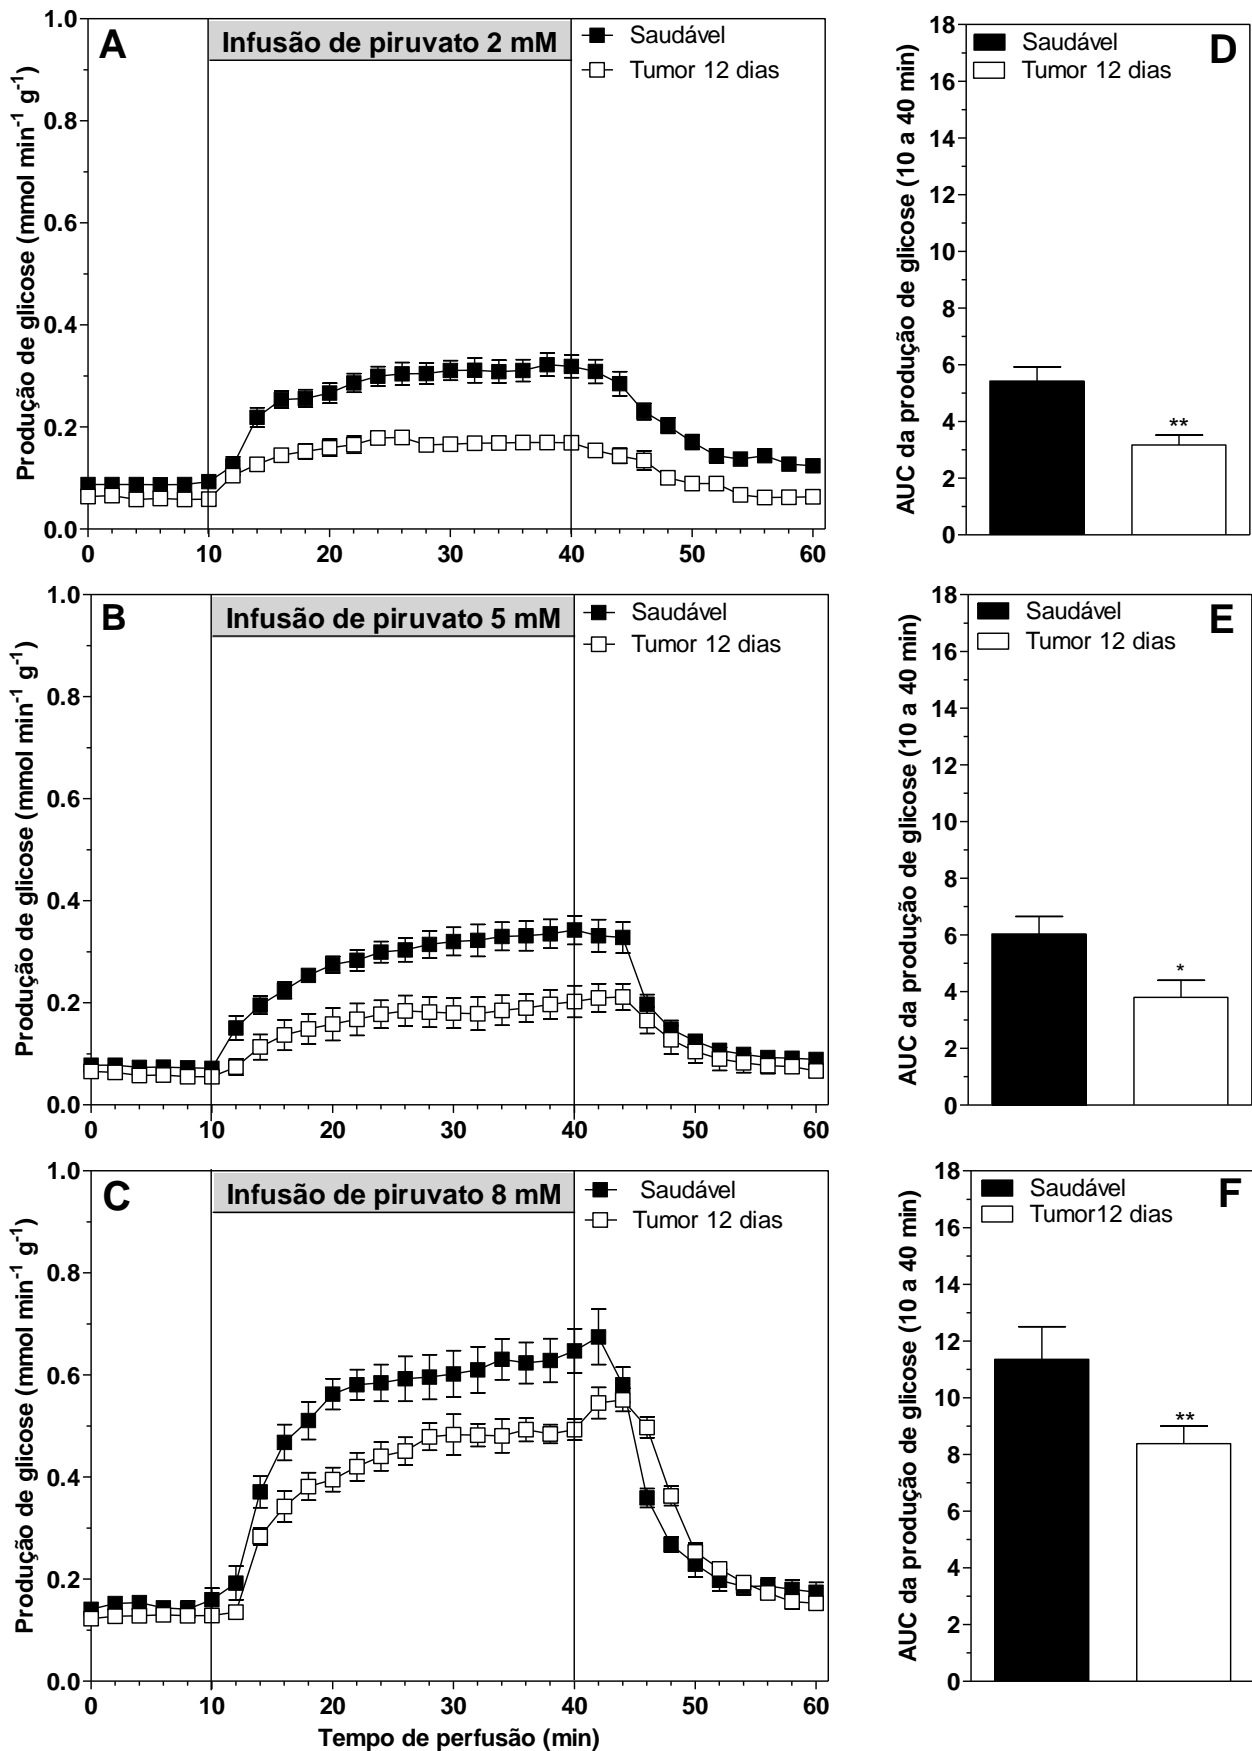 A
Infusão de piruvato 2 mM
Saudável
Tumor 12 dias
Produção de glicose (mmol min-1 g-1)
1.0
0.8
0.6
0.4
0.2
0.0
0 10 20 30 40 50 60
D
Saudável
Tumor 12 dias
AUC da produção de glicose (10 a 40 min)
18
16
14
12
10
8
6
4
2
0
**
B
Infusão de piruvato 5 mM
Saudável
Tumor 12 dias
Produção de glicose (mmol min-1 g-1)
1.0
0.8
0.6
0.4
0.2
0.0
0 10 20 30 40 50 60
E
Saudável
Tumor 12 dias
AUC da produção de glicose (10 a 40 min)
18
16
14
12
10
8
6
4
2
0
*
C
Infusão de piruvato 8 mM
Saudável
Tumor 12 dias
Produção de glicose (mmol min-1 g-1)
1.0
0.8
0.6
0.4
0.2
0.0
0 10 20 30 40 50 60
Tempo de perfusão (min)
F
Saudável
Tumor12 dias
AUC da produção de glicose (10 a 40 min)
18
16
14
12
10
8
6
4
2
0
**